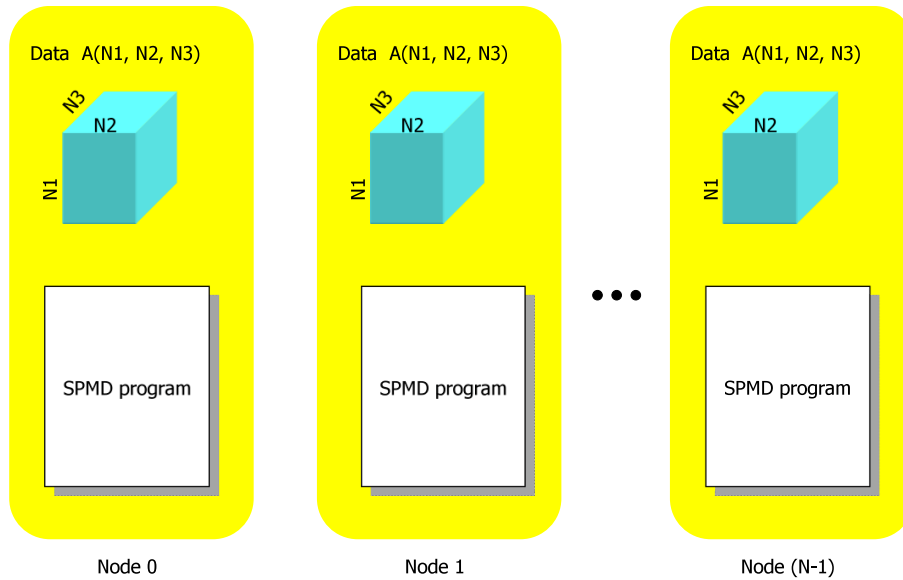 Data A(N1, N2, N3)
N3
N2
N1
SPMD program
Node 0
Data A(N1, N2, N3)
N3
N2
N1
SPMD program
Node 1
Data A(N1, N2, N3)
N3
N2
N1
SPMD program
Node (N-1)